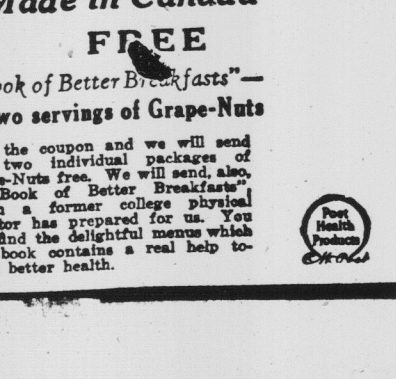 Made in Canada
FREE
ook of Better Breakfasts"—
wo servings of Grape-Nuts
the coupon and we will send
two individual packages of
e-Nuts free. We will send, also,
Book of Better Breakfasts",
a former college physical
tor has prepared for us. You
find the delightful menus which
book contains a real help to-
better health.
Post
Health
Products